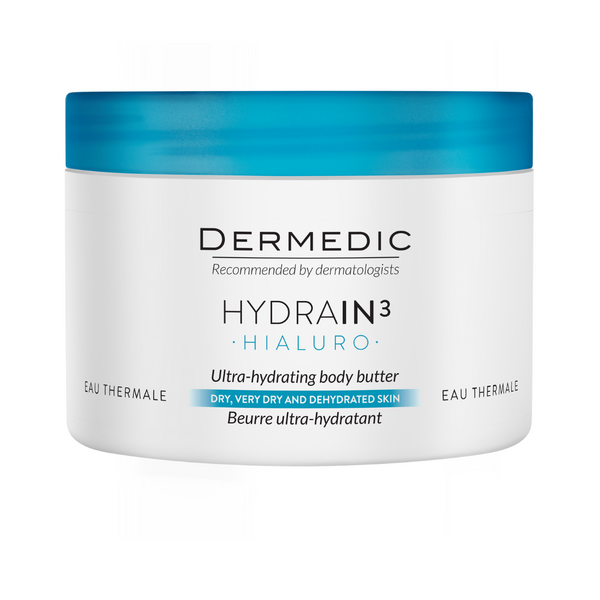 DERMEDIC
Recommended by dermatologists
HYDRAIN³
·HIALURO·
Ultra-hydrating body butter
EAU THERMALE
DRY, VERY DRY AND DEHYDRATED SKIN
EAU THERMALE
Beurre ultra-hydratant